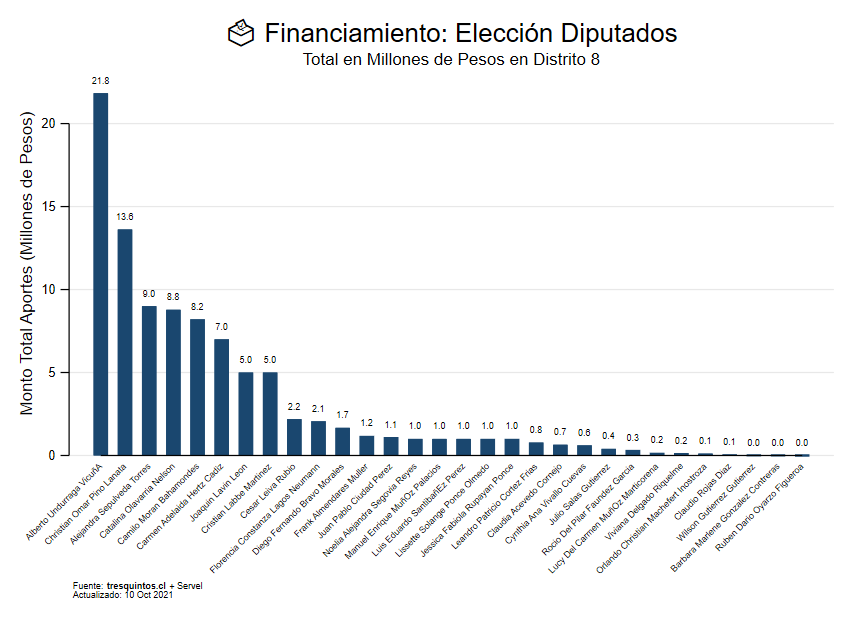 Financiamiento: Elección Diputados
Total en Millones de Pesos en Distrito 8
Monto Total Aportes (Millones de Pesos)
20
15
10
5
0
21.8
13.6
9.0
8.8
8.2
7.0
5.0
5.0
2.2
2.1
1.7
1.2
1.1
1.0
1.0
1.0
1.0
1.0
0.8
0.7
0.6
0.4
0.3
0.2
0.2
0.1
0.1
0.0
0.0
0.0
Alberto Undurraga VicuñA
Christian Omar Pino Lanata
Alejandra Sepulveda Torres
Catalina Olavarria Nelson
Camilo Moran Bahamondes
Carmen Adelaida Hertz Cadiz
Joaquin Lavin Leon
Cristian Labbe Martinez
Cesar Leiva Rubio
Florencia Constanza Lagos Neumann
Diego Fernando Bravo Morales
Frank Almendares Muller
Juan Pablo Ciudad Perez
Noelia Alejandra Segovia Reyes
Manuel Enrique MuñOz Palacios
Luis Eduardo SantibañEz Perez
Lissette Solange Ponce Olmedo
Jessica Fabiola Rupayan Ponce
Leandro Patricio Cortez Frias
Claudia Acevedo Cornejo
Cynthia Ana Vivallo Cuevas
Julio Salas Gutierrez
Rocio Del Pilar Faundez Garcia
Lucy Del Carmen MuñOz Manticorena
Viviana Delgado Riquelme
Orlando Christian Machefert Inostroza
Claudio Rojas Diaz
Wilson Gutierrez Gutierrez
Barbara Marlene Gonzalez Contreras
Ruben Dario Oyarzo Figueroa
Fuente: tresquintos.cl + Servel
Actualizado: 10 Oct 2021